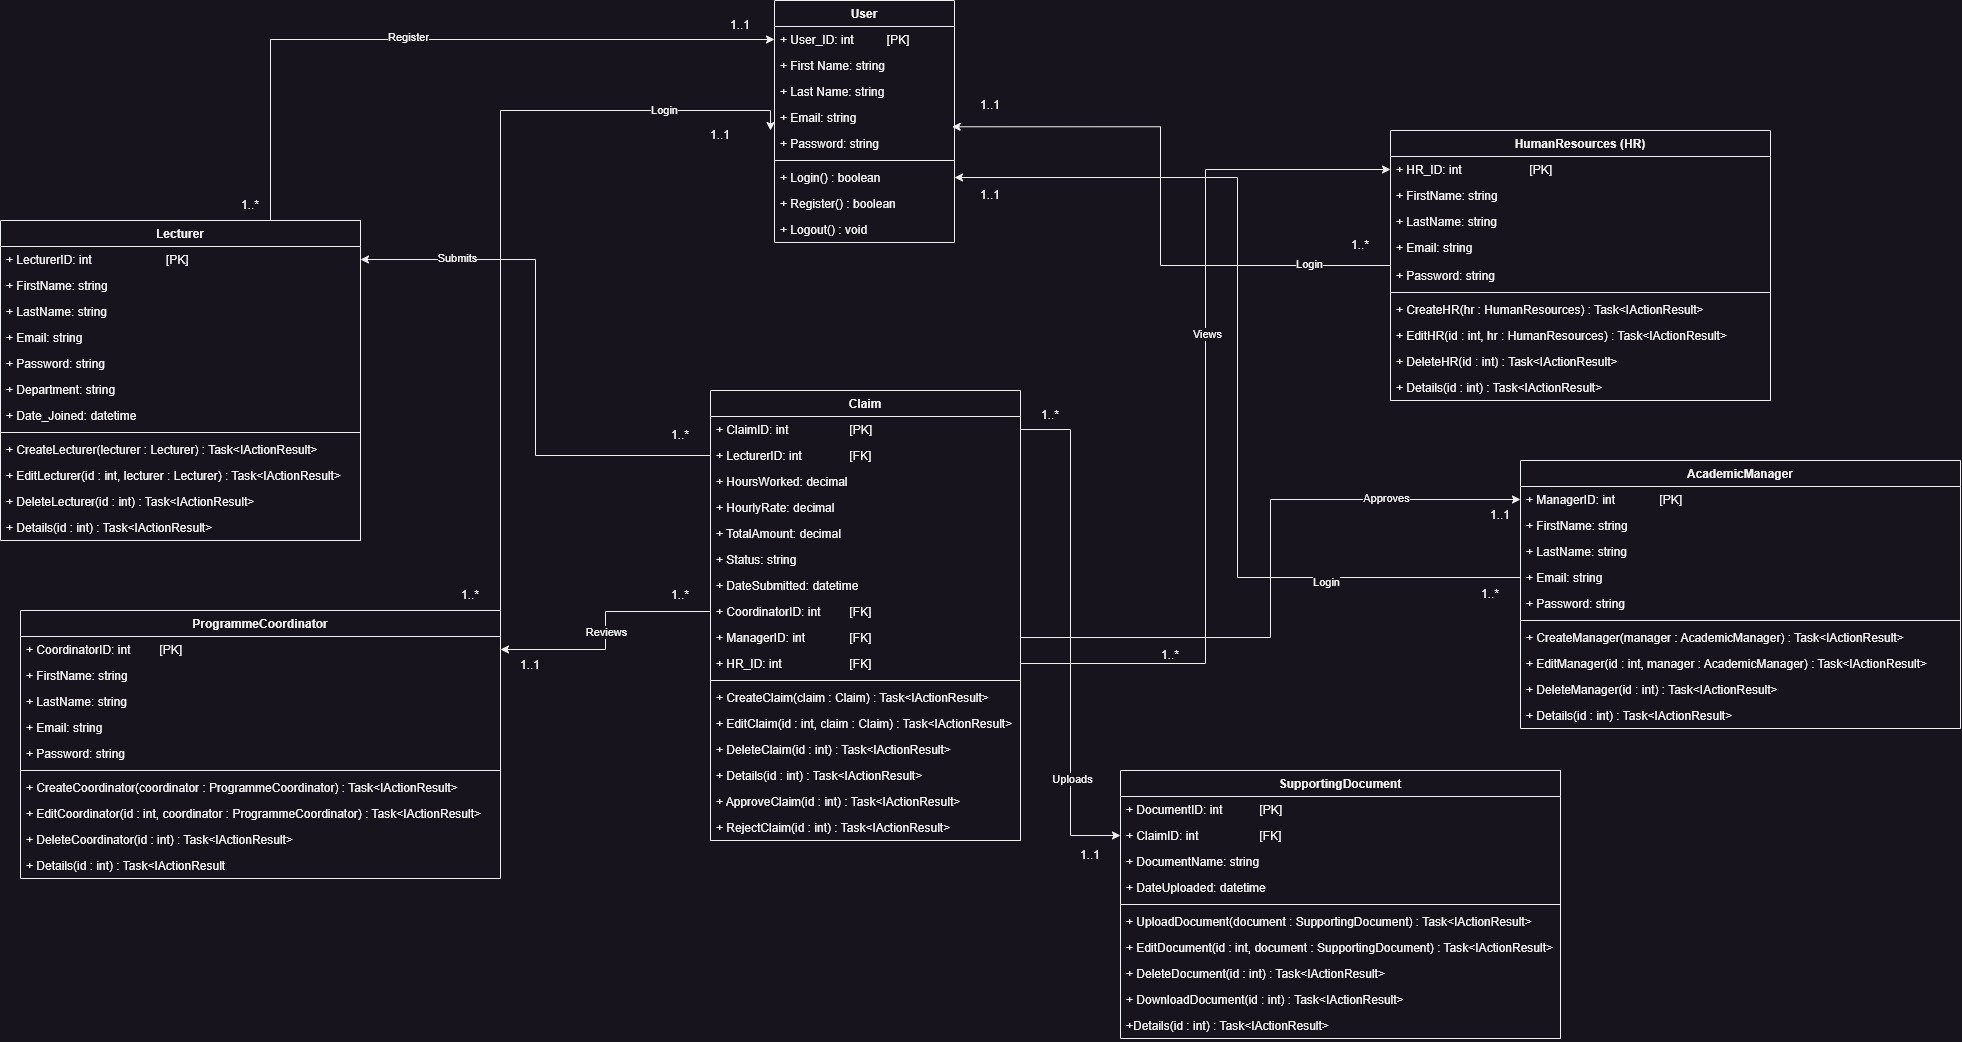 User
+ User_ID: int [PK]
+ First Name: string
+ Last Name: string
+ Email: string
+ Password: string
+ Login() : boolean
+ Register() : boolean
+ Logout() : void
Register
1..1
1..*
Login
1..1
1..*
1..1
1..*
Login
1..1
1..*
Login
Lecturer
+ LecturerID: int [PK]
+ FirstName: string
+ LastName: string
+ Email: string
+ Password: string
+ Department: string
+ Date_Joined: datetime
+ CreateLecturer(lecturer : Lecturer) : Task<IActionResult>
+ EditLecturer(id : int, lecturer : Lecturer) : Task<IActionResult>
+ DeleteLecturer(id : int) : Task<IActionResult>
+ Details(id : int) : Task<IActionResult>
Submits
1..*
HumanResources (HR)
+ HR_ID: int [PK]
+ FirstName: string
+ LastName: string
+ Email: string
+ Password: string
+ CreateHR(hr : HumanResources) : Task<IActionResult>
+ EditHR(id : int, hr : HumanResources) : Task<IActionResult>
+ DeleteHR(id : int) : Task<IActionResult>
+ Details(id : int) : Task<IActionResult>
Views
1..*
Claim
+ ClaimID: int [PK]
+ LecturerID: int [FK]
+ HoursWorked: decimal
+ HourlyRate: decimal
+ TotalAmount: decimal
+ Status: string
+ DateSubmitted: datetime
+ CoordinatorID: int [FK]
+ ManagerID: int [FK]
+ HR_ID: int [FK]
+ CreateClaim(claim : Claim) : Task<IActionResult>
+ EditClaim(id : int, claim : Claim) : Task<IActionResult>
+ DeleteClaim(id : int) : Task<IActionResult>
+ Details(id : int) : Task<IActionResult>
+ ApproveClaim(id : int) : Task<IActionResult>
+ RejectClaim(id : int) : Task<IActionResult>
1..*
Reviews
1..1
Approves
1..1
AcademicManager
+ ManagerID: int [PK]
+ FirstName: string
+ LastName: string
+ Email: string
+ Password: string
+ CreateManager(manager : AcademicManager) : Task<IActionResult>
+ EditManager(id : int, manager : AcademicManager) : Task<IActionResult>
+ DeleteManager(id : int) : Task<IActionResult>
+ Details(id : int) : Task<IActionResult>
ProgrammeCoordinator
+ CoordinatorID: int [PK]
+ FirstName: string
+ LastName: string
+ Email: string
+ Password: string
+ CreateCoordinator(coordinator : ProgrammeCoordinator) : Task<IActionResult>
+ EditCoordinator(id : int, coordinator : ProgrammeCoordinator) : Task<IActionResult>
+ DeleteCoordinator(id : int) : Task<IActionResult>
+ Details(id : int) : Task<IActionResult
1..*
Uploads
1..1
SupportingDocument
+ DocumentID: int [PK]
+ ClaimID: int [FK]
+ DocumentName: string
+ DateUploaded: datetime
+ UploadDocument(document : SupportingDocument) : Task<IActionResult>
+ EditDocument(id : int, document : SupportingDocument) : Task<IActionResult>
+ DeleteDocument(id : int) : Task<IActionResult>
+ DownloadDocument(id : int) : Task<IActionResult>
+Details(id : int) : Task<IActionResult>